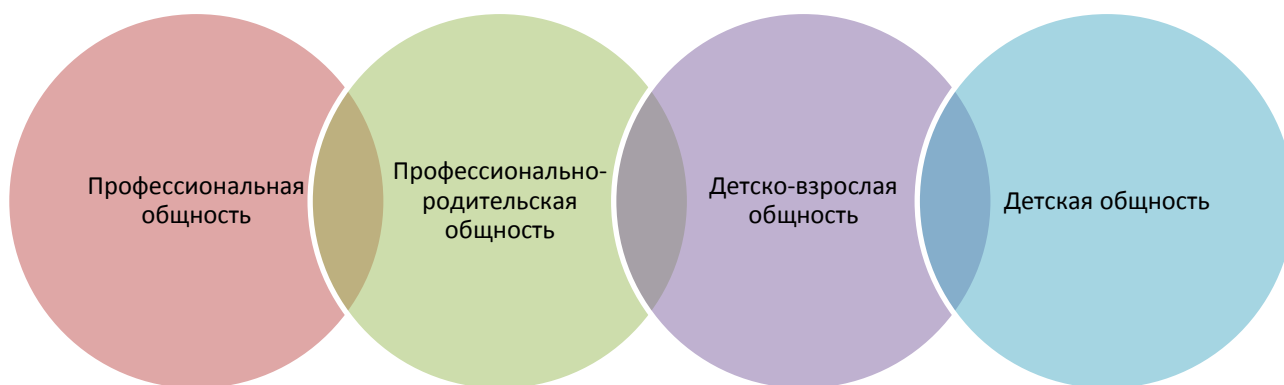 Профессиональная
общность
Профессионально-
родительская
общность
Детско-взрослая
общность
Детская общность